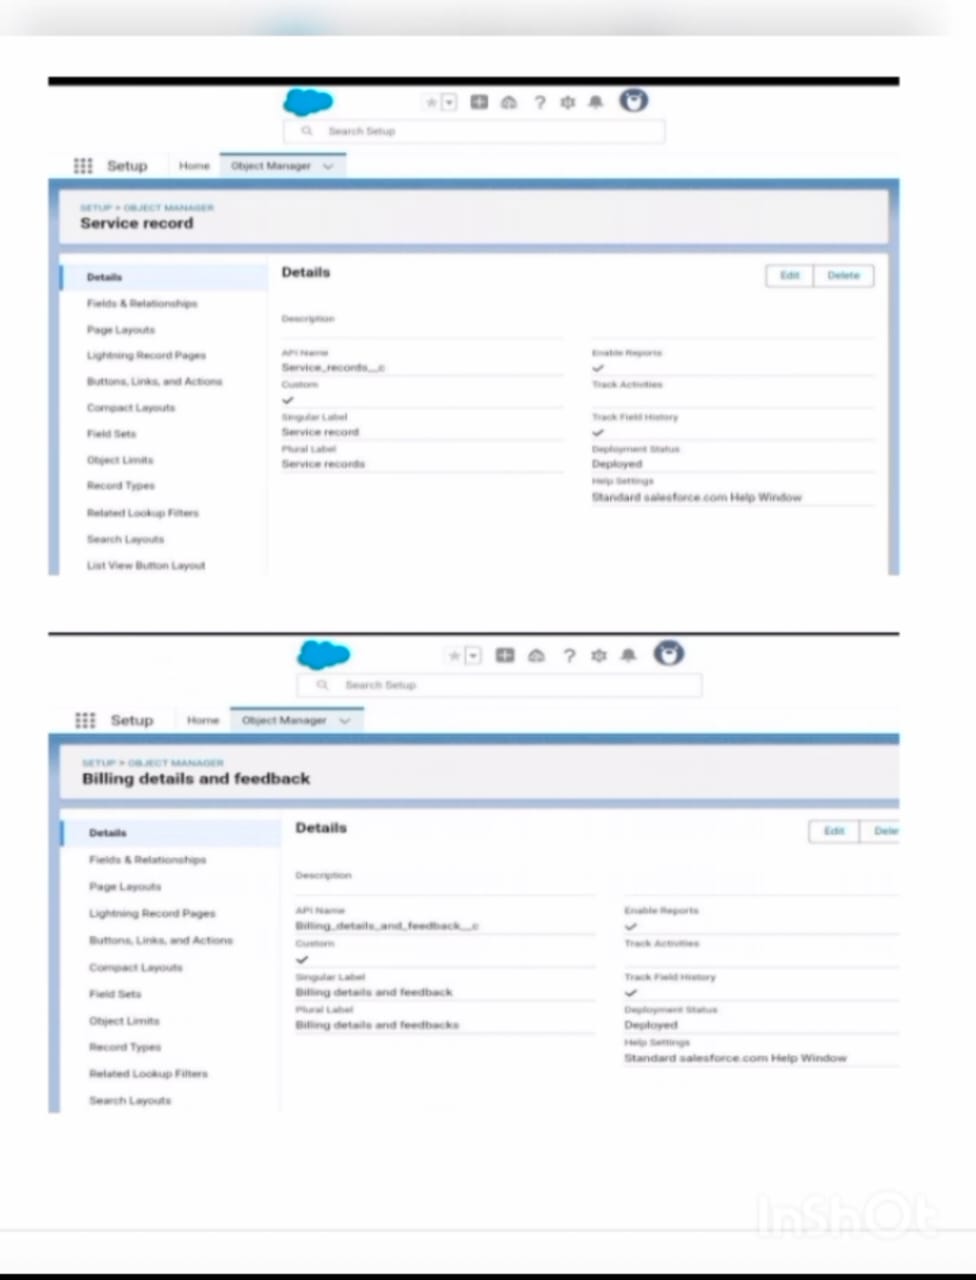 Search Setup
Setup Home Object Manager
SETUP > OBJECT MANAGER
Service record
Details
Fields & Relationships
Page Layouts
Lightning Record Pages
Buttons, Links, and Actions
Compact Layouts
Field Sets
Object Limits
Record Types
Related Lookup Filters
Search Layouts
List View Button Layout
Details
Edit Delete
Description
API Name
Service_records__c
Custom
Singular Label
Service record
Plural Label
Service records
Enable Reports
Track Activities
Track Field History
Deployment Status
Deployed
Help Settings
Standard salesforce.com Help Window
Search Setup
Setup Home Object Manager
SETUP > OBJECT MANAGER
Billing details and feedback
Details
Fields & Relationships
Page Layouts
Lightning Record Pages
Buttons, Links, and Actions
Compact Layouts
Field Sets
Object Limits
Record Types
Related Lookup Filters
Search Layouts
Details
Edit Dele
Description
API Name
Billing_details_and_feedback__c
Custom
Singular Label
Billing details and feedback
Plural Label
Billing details and feedbacks
Enable Reports
Track Activities
Track Field History
Deployment Status
Deployed
Help Settings
Standard salesforce.com Help Window
InShOt